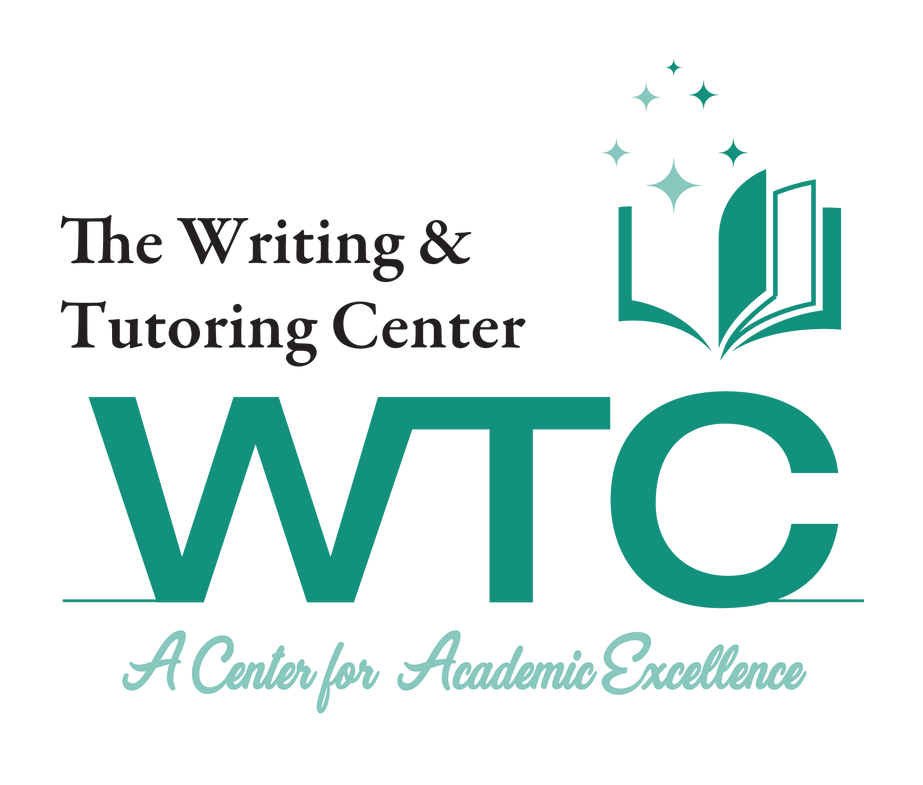 The Writing &
Tutoring Center
WTC
A Center for Academic Excellence